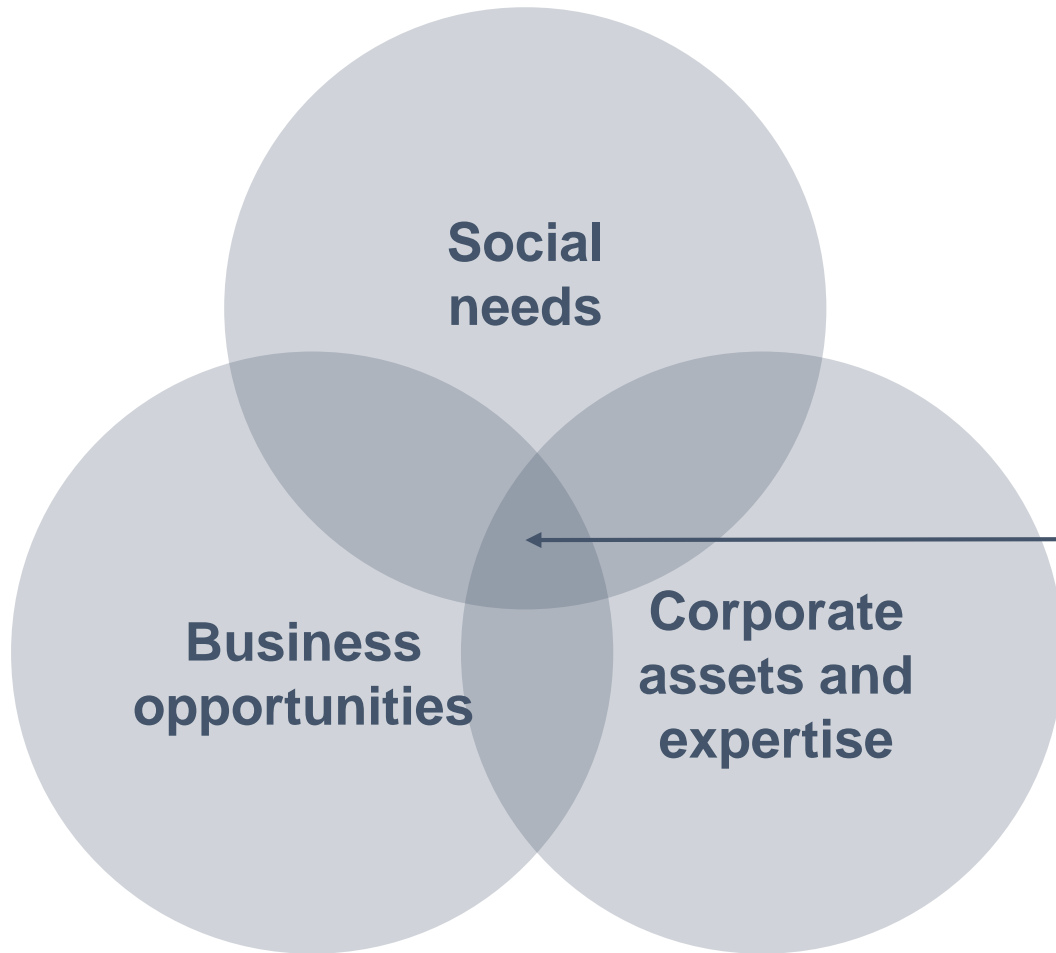 Social
needs
Business
opportunities
Corporate
assets and
expertise